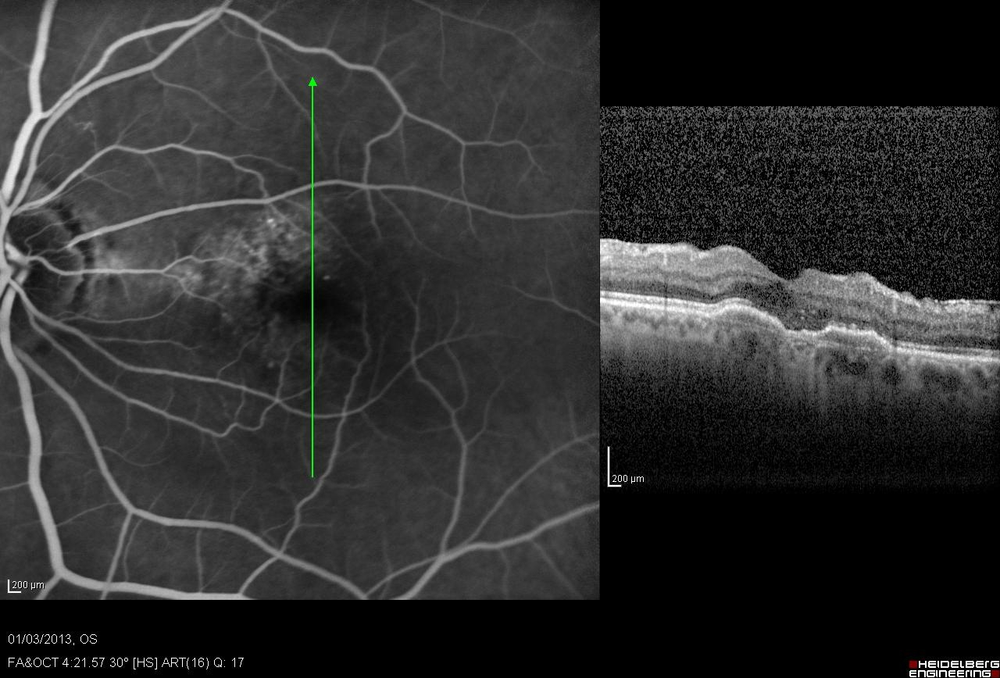 200 µm
200 µm
01/03/2013, OS
FA&OCT 4:21.57 30° [HS] ART(16) Q: 17
HEIDELBERG
ENGINEERING